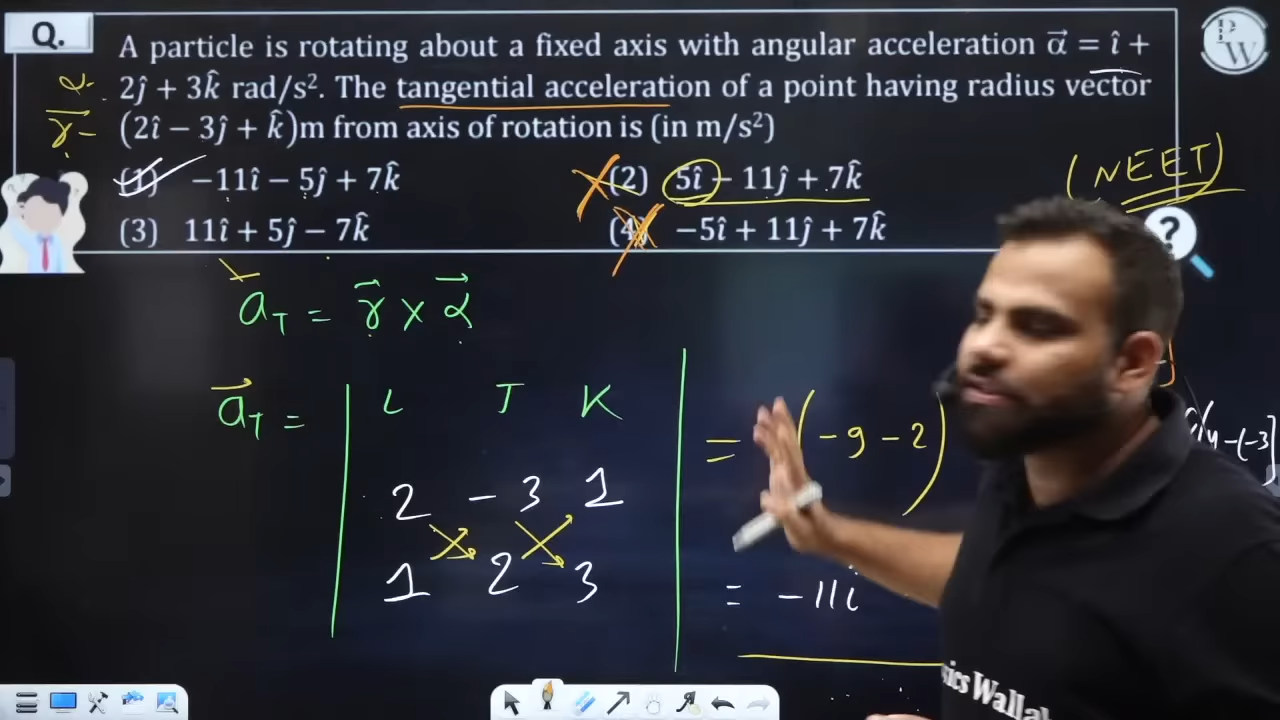 Q.
A particle is rotating about a fixed axis with angular acceleration α⃗ = î +
2ĵ + 3k̂ rad/s². The tangential acceleration of a point having radius vector
(2î − 3ĵ + k̂)m from axis of rotation is (in m/s²)
(1) −11î − 5ĵ + 7k̂
(2) 5î − 11ĵ + 7k̂
(3) 11î + 5ĵ − 7k̂
(4) −5î + 11ĵ + 7k̂
P
W
(NEET)
?
a_T = r⃗ × α⃗
a⃗_T =
i J K
2 −3 1
1 2 3
= (−9 −2)
= −11i